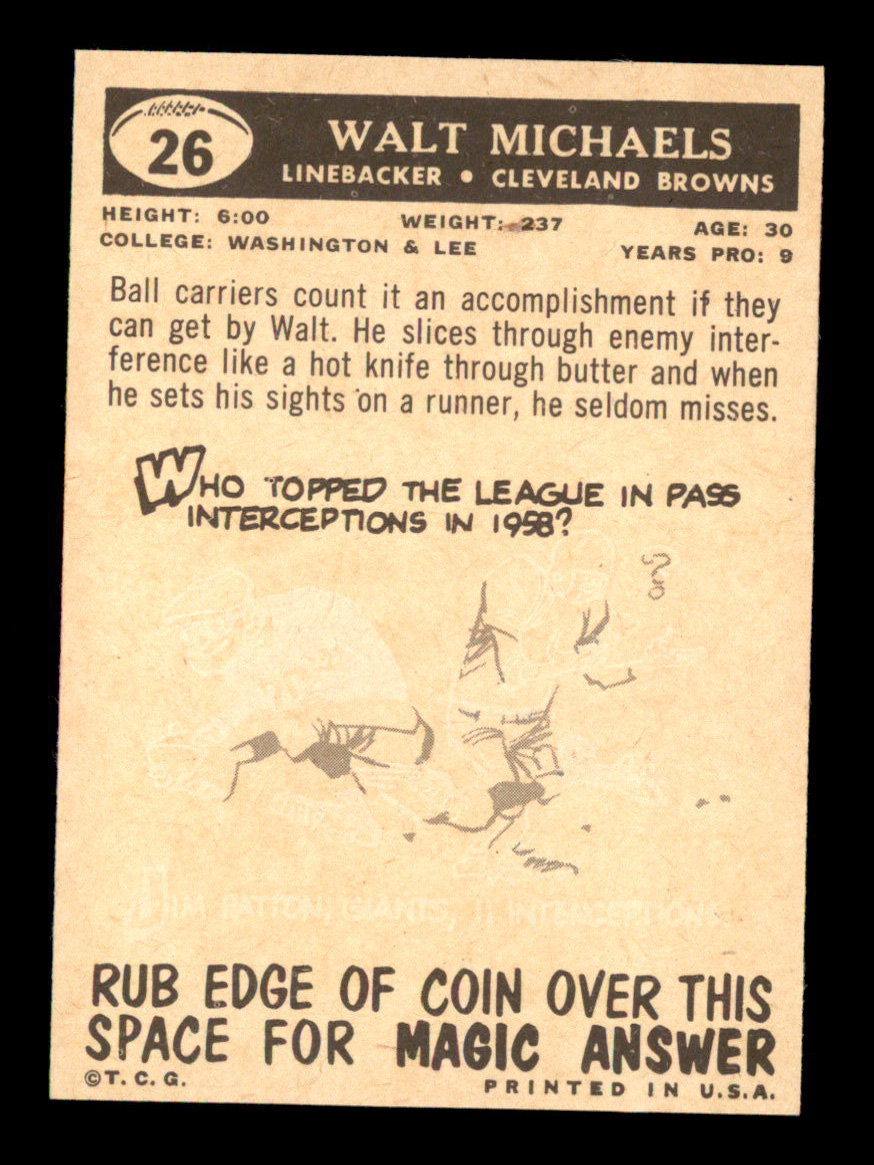 26
WALT MICHAELS
LINEBACKER • CLEVELAND BROWNS
HEIGHT: 6:00 WEIGHT: 237 AGE: 30
COLLEGE: WASHINGTON & LEE YEARS PRO: 9
Ball carriers count it an accomplishment if they
can get by Walt. He slices through enemy inter-
ference like a hot knife through butter and when
he sets his sights on a runner, he seldom misses.
WHO TOPPED THE LEAGUE IN PASS
INTERCEPTIONS IN 1958?
?
JIM PATTON, GIANTS, 11 INTERCEPTIONS.
RUB EDGE OF COIN OVER THIS
SPACE FOR MAGIC ANSWER
©T. C. G. PRINTED IN U.S.A.